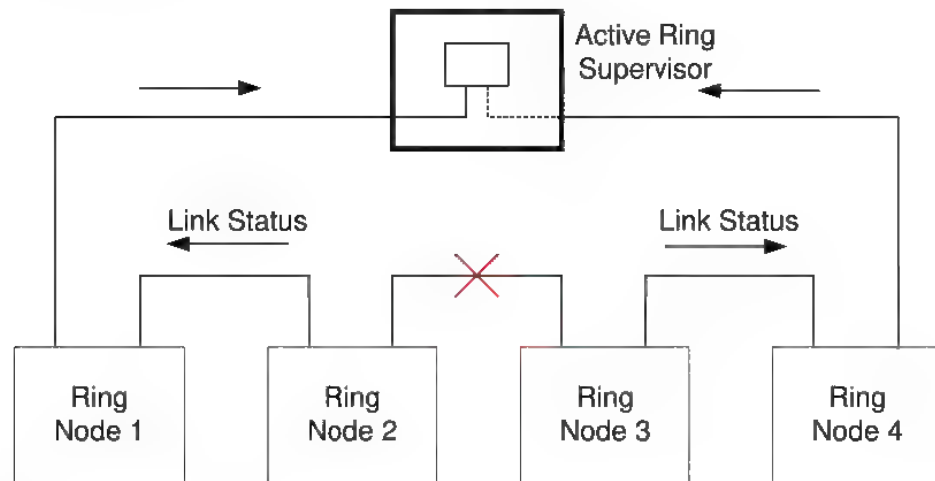 Active Ring
Supervisor
Link Status
Link Status
Ring
Node 1
Ring
Node 2
Ring
Node 3
Ring
Node 4